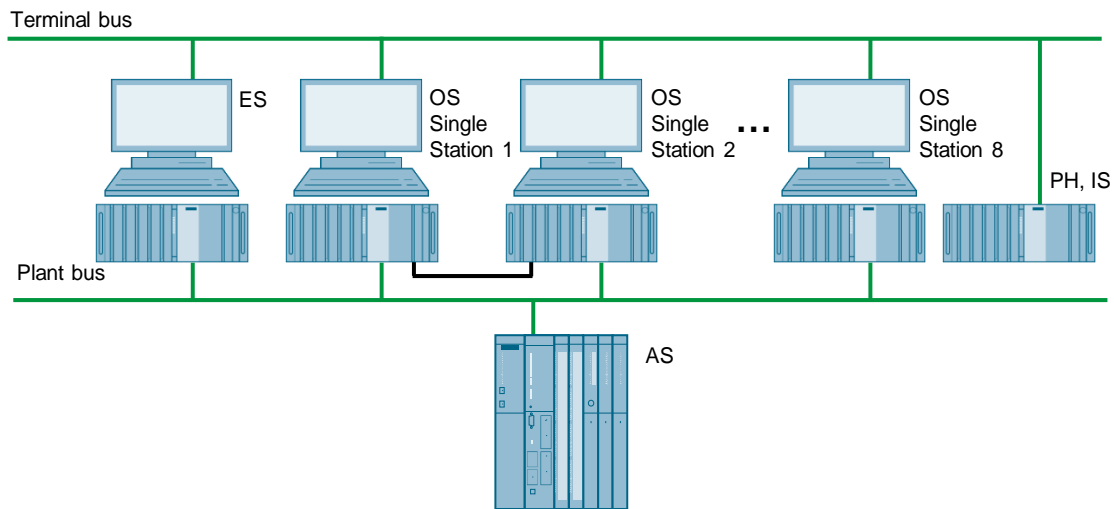 Terminal bus
ES
OS
Single
Station 1
OS
Single
Station 2
...
OS
Single
Station 8
PH, IS
Plant bus
AS